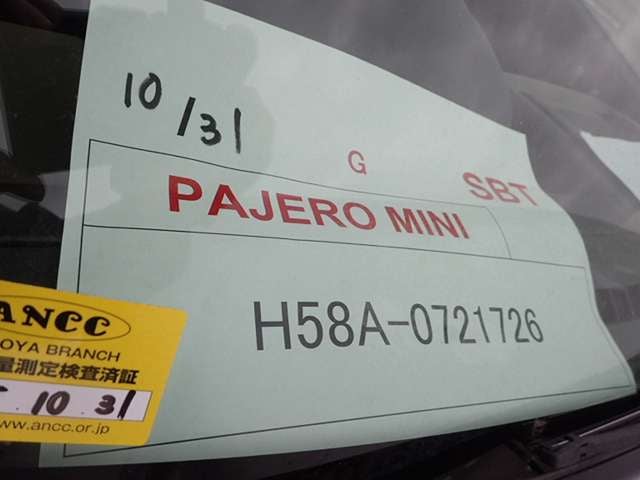 10/31
G
SBT
PAJERO MINI
H58A-0721726
ANCC
OYA BRANCH
量測定検査済証
10.31
www.ancc.or.jp